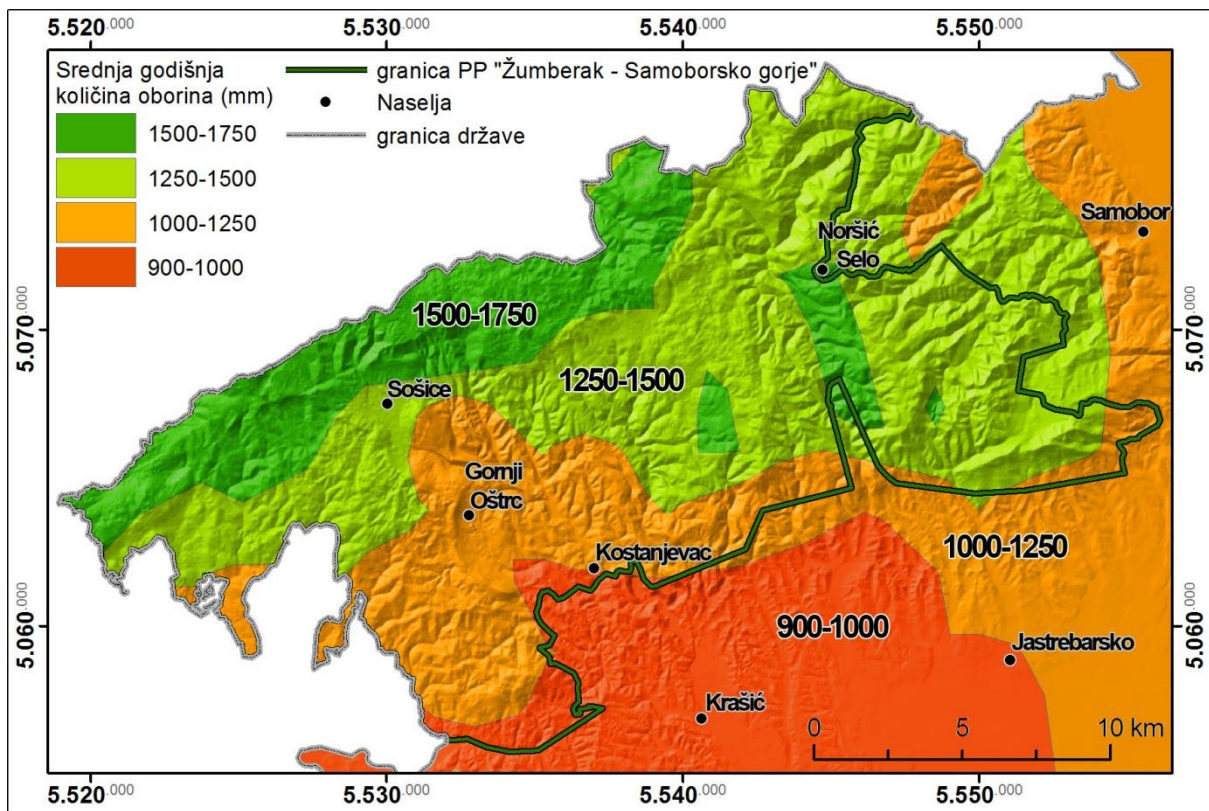 5.520.000 5.530.000 5.540.000 5.550.000
Srednja godišnja
količina oborina (mm)
1500-1750
1250-1500
1000-1250
900-1000
granica PP "Žumberak - Samoborsko gorje"
Naselja
granica države
Samobor
Noršić
Selo
5.070.000
1500-1750
5.070.000
1250-1500
Sošice
Gornji
Oštrc
Kostanjevac
1000-1250
5.060.000
900-1000
5.060.000
Jastrebarsko
Krašić
0 5 10 km
5.520.000 5.530.000 5.540.000 5.550.000